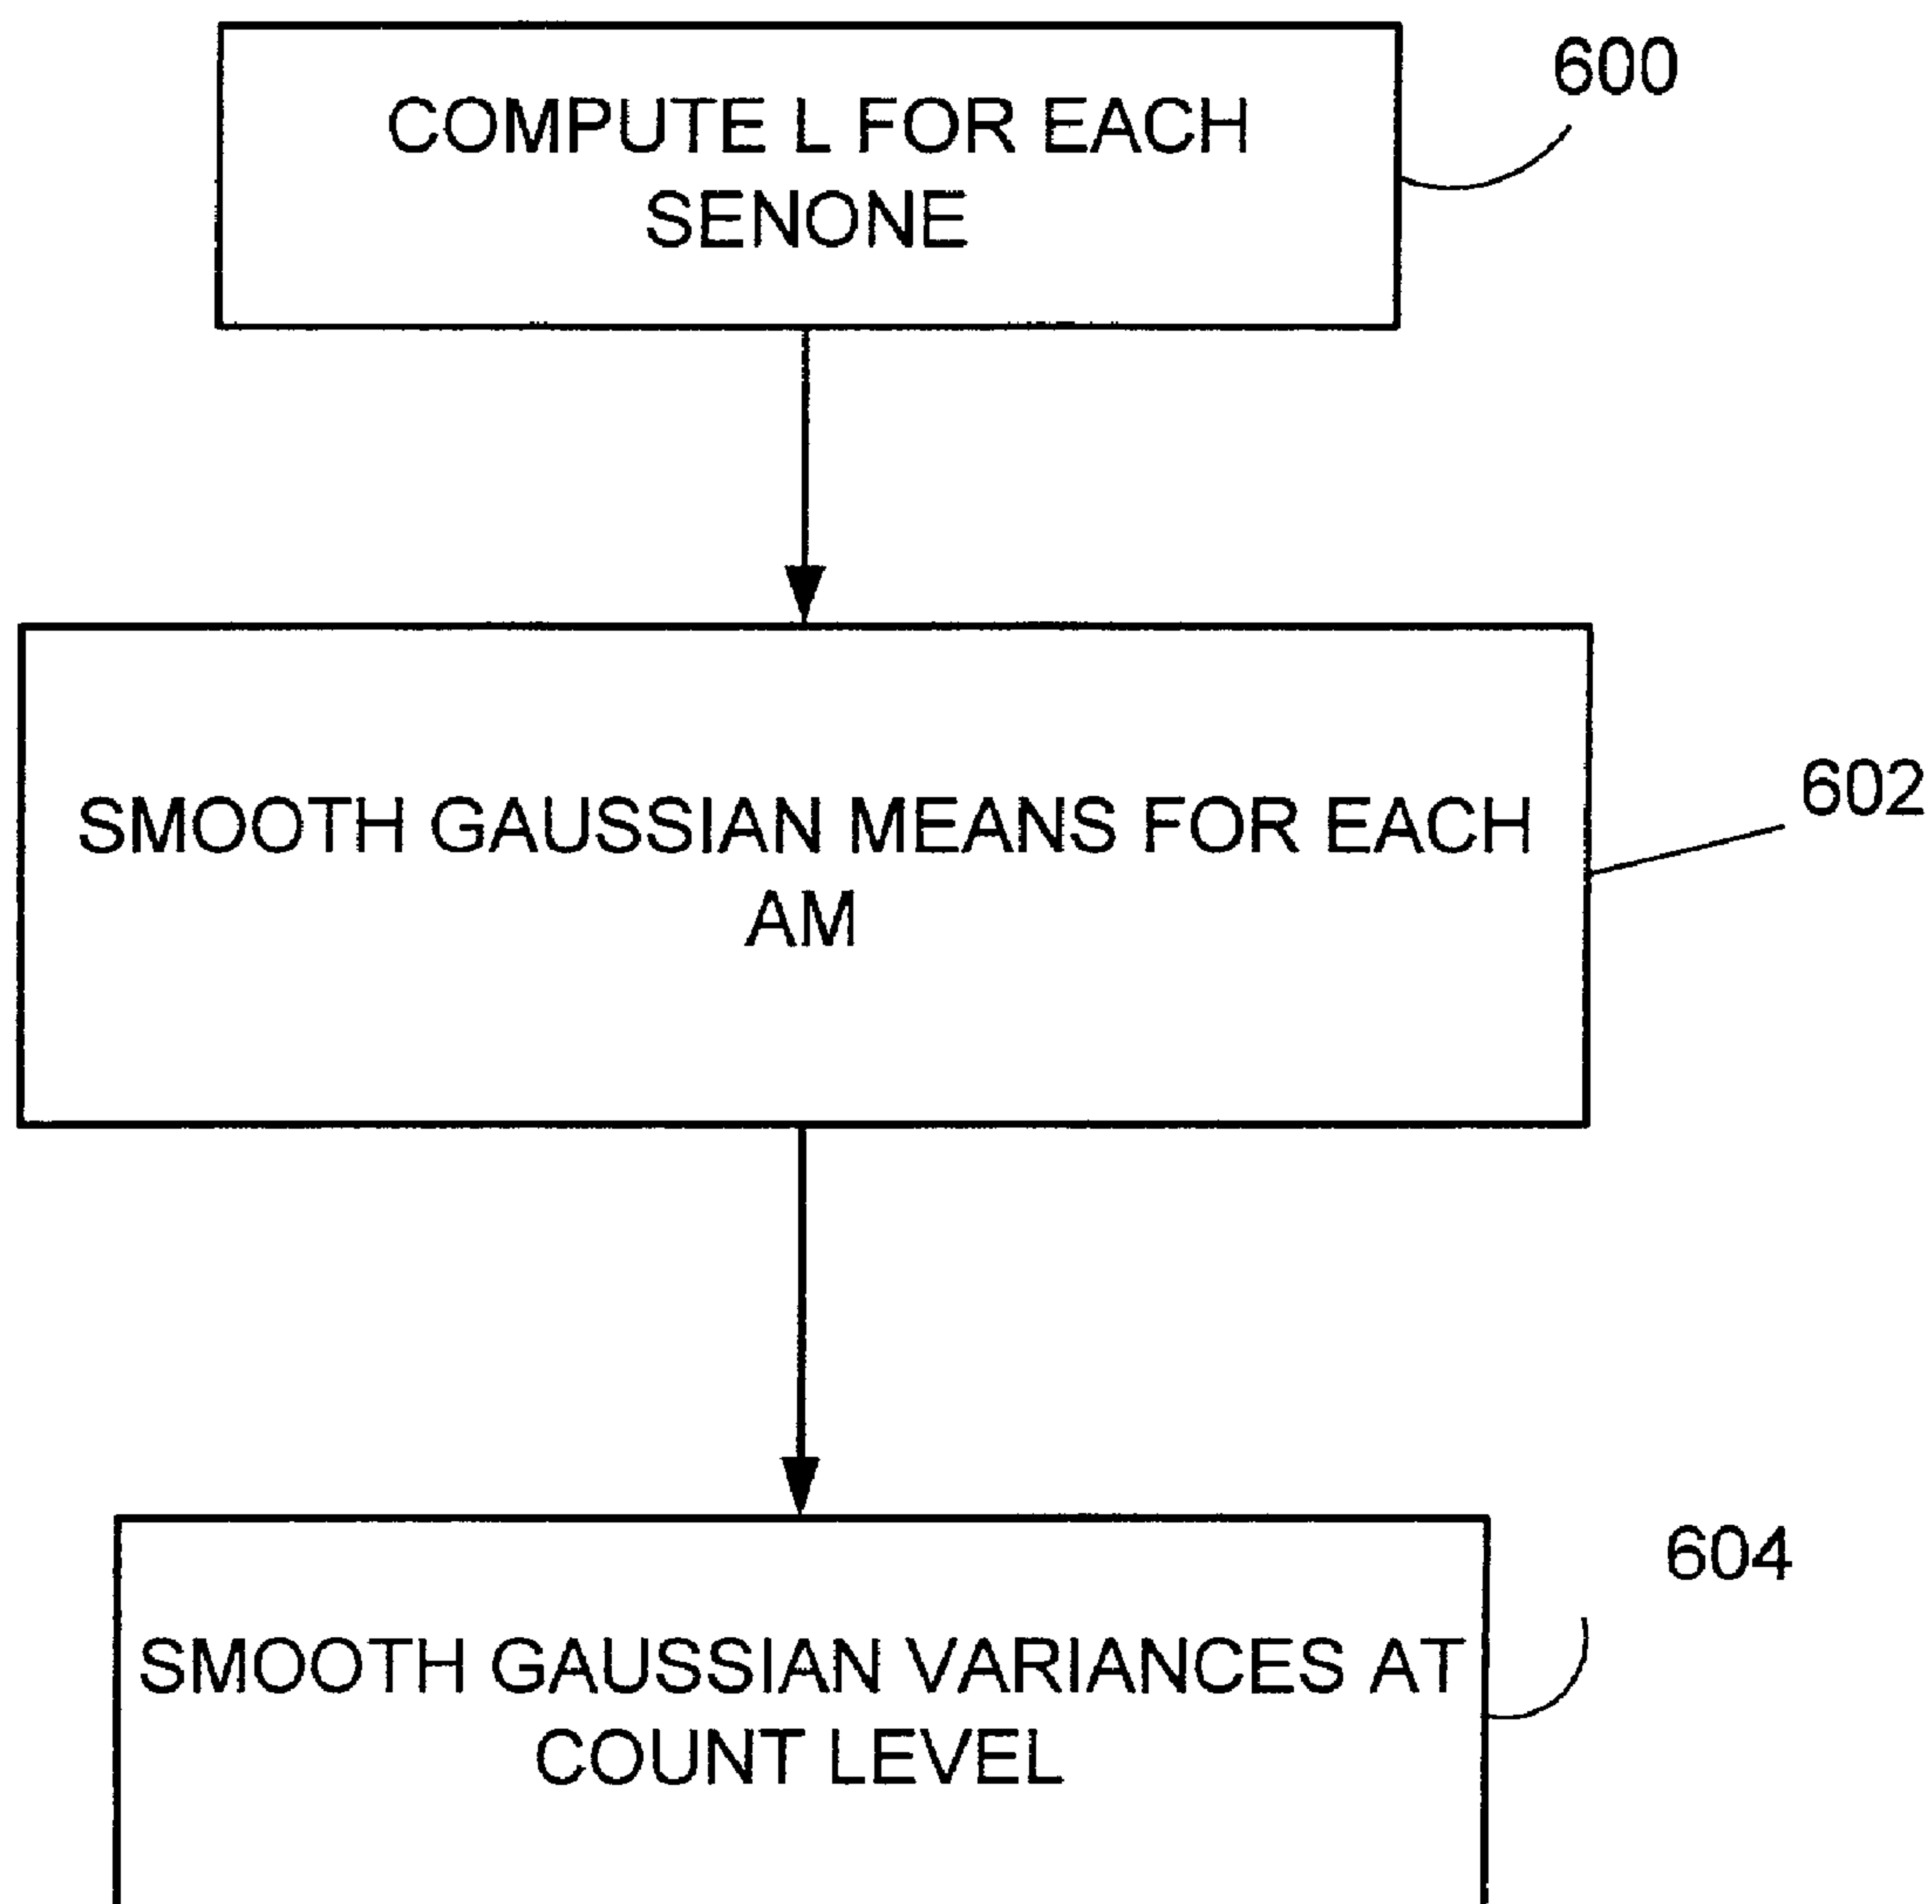 COMPUTE L FOR EACH
SENONE
600
SMOOTH GAUSSIAN MEANS FOR EACH
AM
602
SMOOTH GAUSSIAN VARIANCES AT
COUNT LEVEL
604